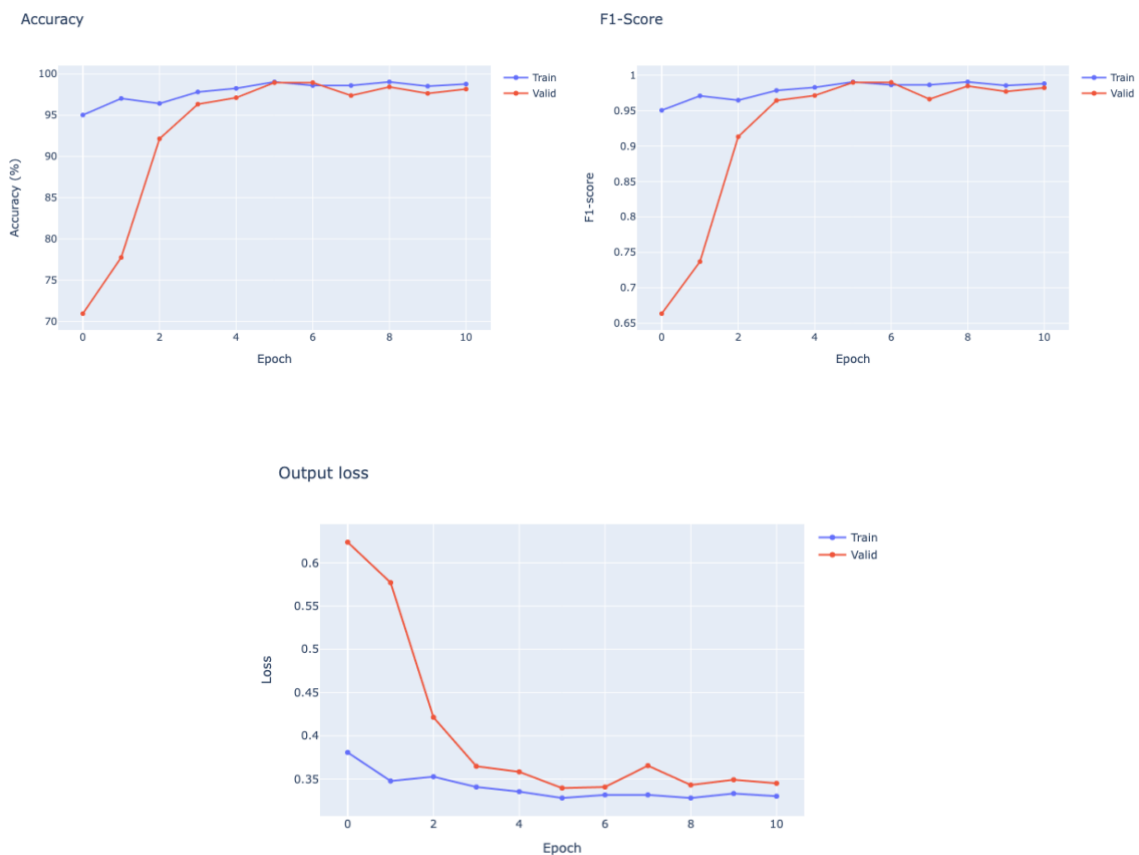 Accuracy
100
95
90
85
80
75
70
Accuracy (%)
0
2
4
6
8
10
Epoch
Train
Valid
F1-Score
1
0.95
0.9
0.85
0.8
0.75
0.7
0.65
F1-score
0
2
4
6
8
10
Epoch
Train
Valid
Output loss
0.6
0.55
0.5
0.45
0.4
0.35
Loss
0
2
4
6
8
10
Epoch
Train
Valid